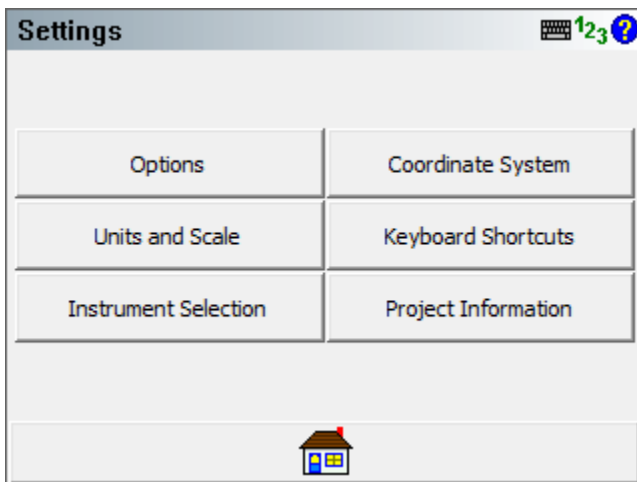 Settings
123
?
Options
Coordinate System
Units and Scale
Keyboard Shortcuts
Instrument Selection
Project Information